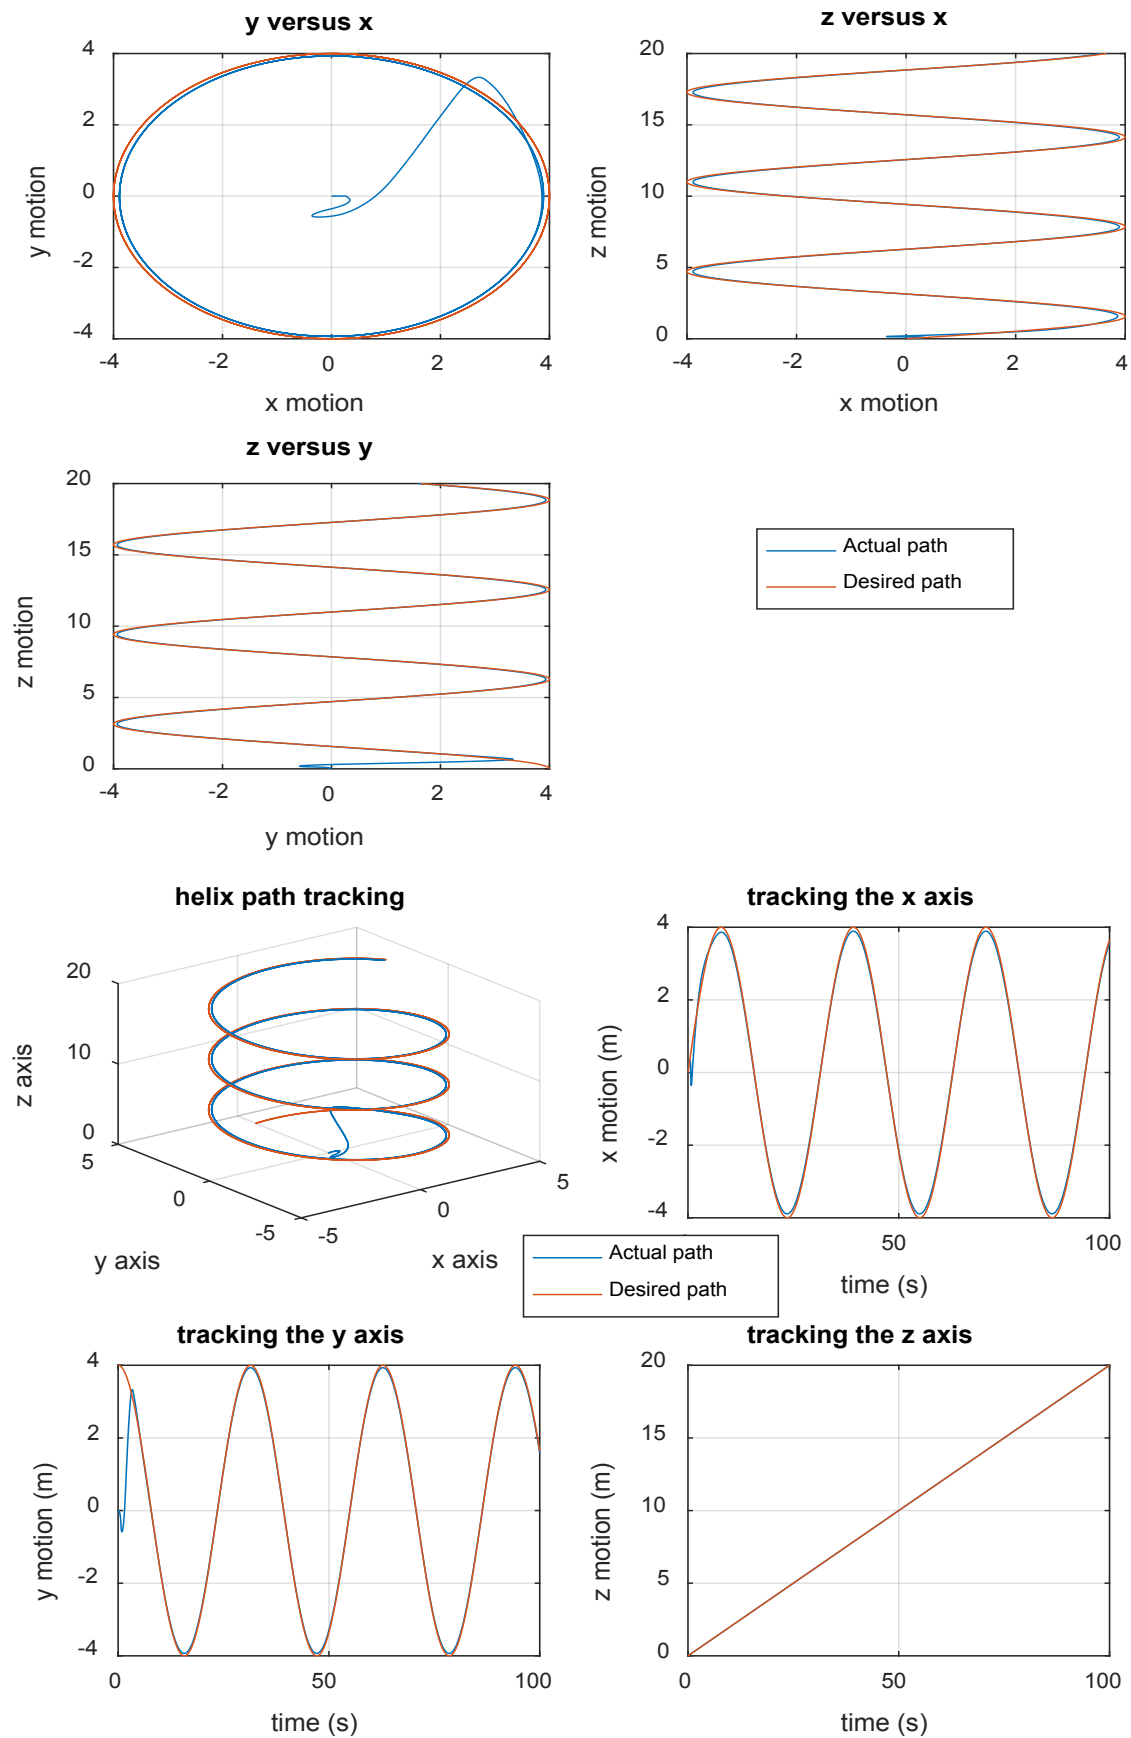 y versus x
4
2
0
-2
-4
-4
-2
0
2
4
y motion
x motion
z versus x
20
15
10
5
0
-4
-2
0
2
4
z motion
x motion
z versus y
20
15
10
5
0
-4
-2
0
2
4
z motion
y motion
Actual path
Desired path
helix path tracking
20
10
0
5
0
-5
-5
0
5
z axis
y axis
x axis
tracking the x axis
4
2
0
-2
-4
50
100
x motion (m)
time (s)
Actual path
Desired path
tracking the y axis
4
2
0
-2
-4
0
50
100
y motion (m)
time (s)
tracking the z axis
20
15
10
5
0
0
50
100
z motion (m)
time (s)